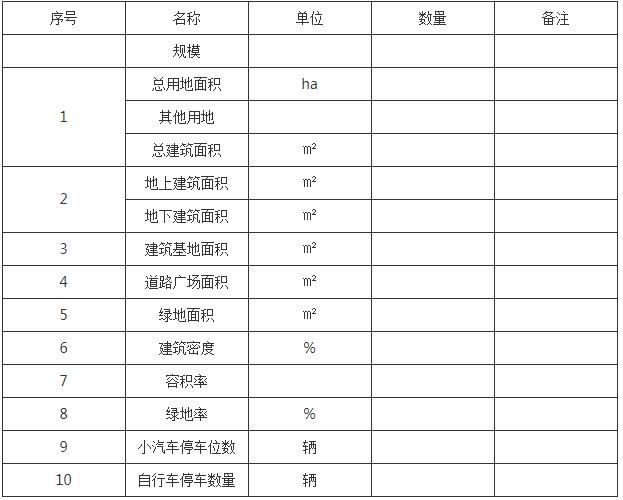 序号 名称 单位 数量 备注
规模
1 总用地面积 ha
其他用地
总建筑面积 ㎡
2 地上建筑面积 ㎡
地下建筑面积 ㎡
3 建筑基地面积 ㎡
4 道路广场面积 ㎡
5 绿地面积 ㎡
6 建筑密度 %
7 容积率
8 绿地率 %
9 小汽车停车位数 辆
10 自行车停车数量 辆